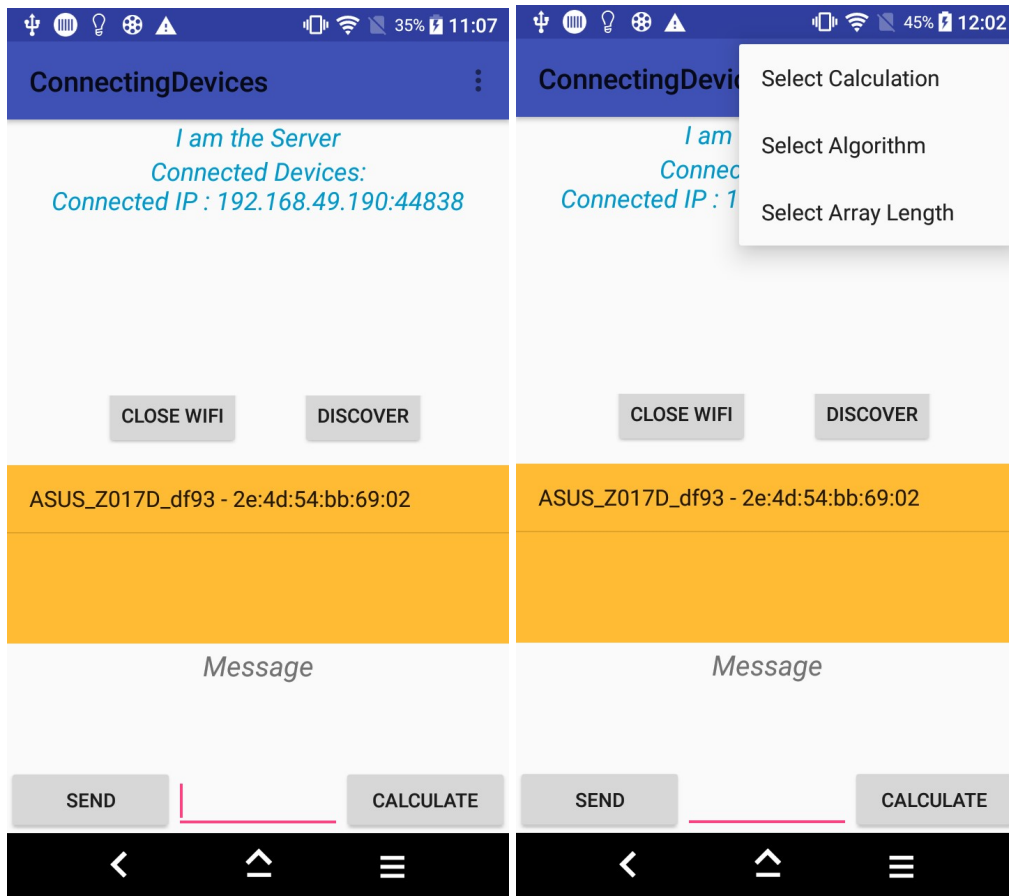 35% 11:07
ConnectingDevices
I am the Server
Connected Devices:
Connected IP : 192.168.49.190:44838
CLOSE WIFI DISCOVER
ASUS_Z017D_df93 - 2e:4d:54:bb:69:02
Message
SEND CALCULATE
45% 12:02
ConnectingDevi
Select Calculation
Select Algorithm
Select Array Length
I am
Connec
Connected IP : 1
CLOSE WIFI DISCOVER
ASUS_Z017D_df93 - 2e:4d:54:bb:69:02
Message
SEND CALCULATE